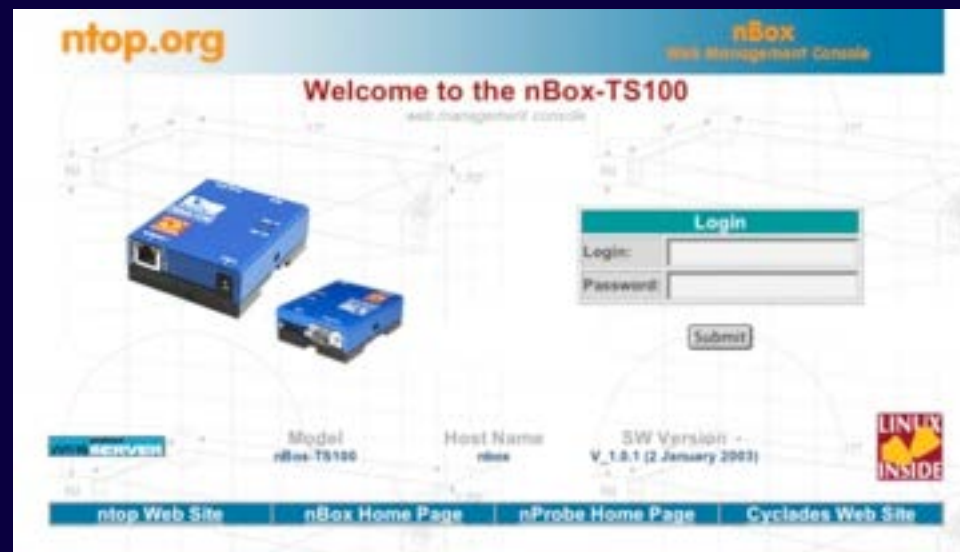 ntop.org
nBox
Web Management Console
Welcome to the nBox-TS100
web management console
Login
Login:
Password:
Submit
SERVER
Model
nBox-TS100
Host Name
nbox
SW Version
V_1.0.1 (2 January 2003)
LINUX
INSIDE
ntop Web Site
nBox Home Page
nProbe Home Page
Cyclades Web Site